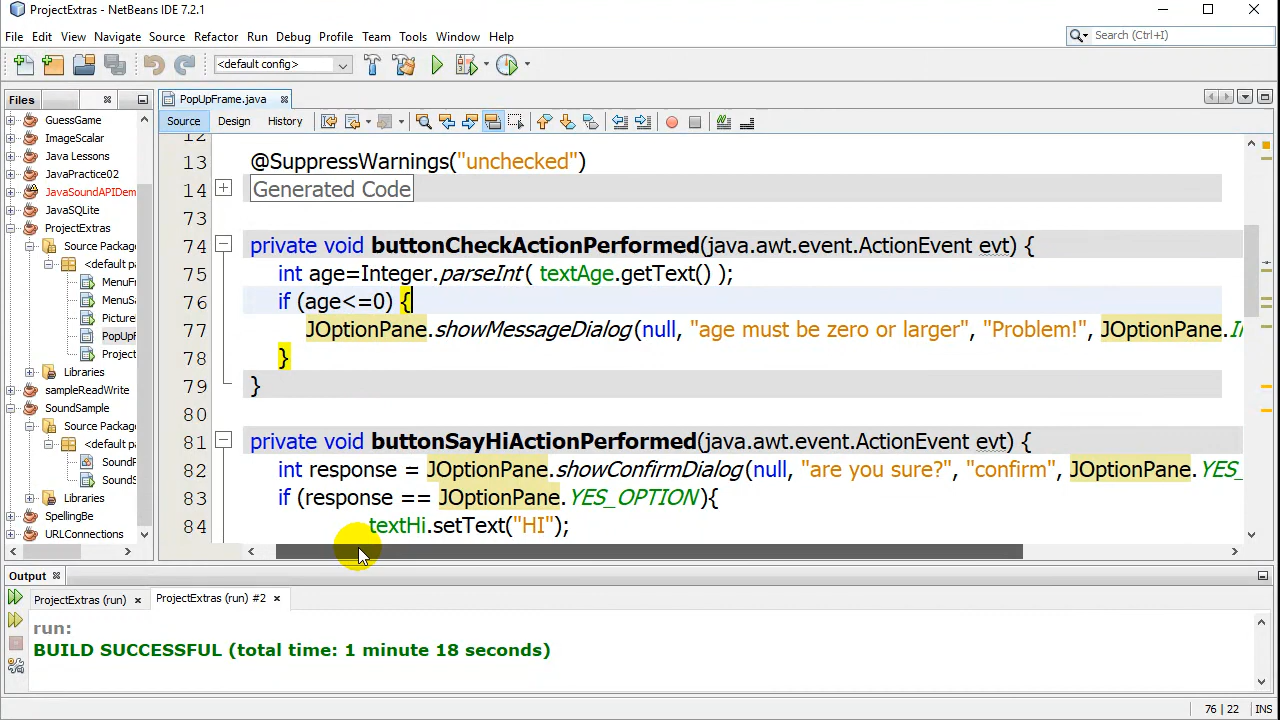 ProjectExtras - NetBeans IDE 7.2.1
File Edit View Navigate Source Refactor Run Debug Profile Team Tools Window Help
Search (Ctrl+I)
<default config>
Files
PopUpFrame.java
Source Design History
GuessGame
ImageScalar
Java Lessons
JavaPractice02
JavaSoundAPIDem
JavaSQLite
ProjectExtras
Source Packag
<default pa
MenuFr
MenuSa
Picture
PopUpF
Project
Libraries
sampleReadWrite
SoundSample
Source Packag
<default pa
SoundF
SoundS
Libraries
SpellingBe
URLConnections
12
13 @SuppressWarnings("unchecked")
14 Generated Code
73
74 private void buttonCheckActionPerformed(java.awt.event.ActionEvent evt) {
75 int age=Integer.parseInt( textAge.getText() );
76 if (age<=0) {
77 JOptionPane.showMessageDialog(null, "age must be zero or larger", "Problem!", JOptionPane.I
78 }
79 }
80
81 private void buttonSayHiActionPerformed(java.awt.event.ActionEvent evt) {
82 int response = JOptionPane.showConfirmDialog(null, "are you sure?", "confirm", JOptionPane.YES_
83 if (response == JOptionPane.YES_OPTION){
84 textHi.setText("HI");
Output
ProjectExtras (run) ProjectExtras (run) #2
run:
BUILD SUCCESSFUL (total time: 1 minute 18 seconds)
76 | 22 INS